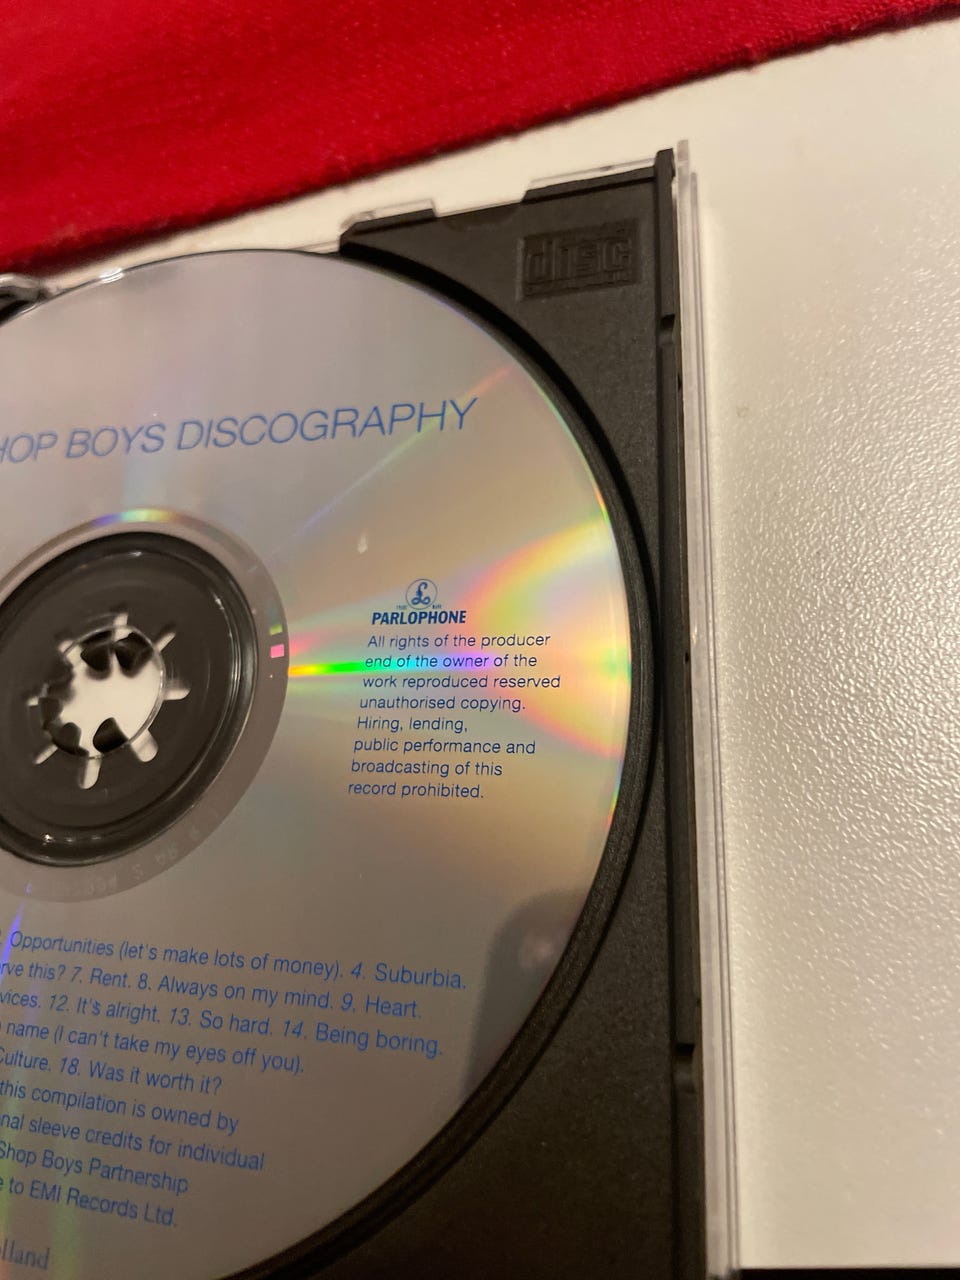 disc
HOP BOYS DISCOGRAPHY
PARLOPHONE
All rights of the producer
end of the owner of the
work reproduced reserved
unauthorised copying.
Hiring, lending,
public performance and
broadcasting of this
record prohibited.
Opportunities (let's make lots of money). 4. Suburbia.
rve this? 7. Rent. 8. Always on my mind. 9. Heart.
vices. 12. It's alright. 13. So hard. 14. Being boring.
name (I can't take my eyes off you).
Culture. 18. Was it worth it?
this compilation is owned by
nal sleeve credits for individual
Shop Boys Partnership
e to EMI Records Ltd.
lland